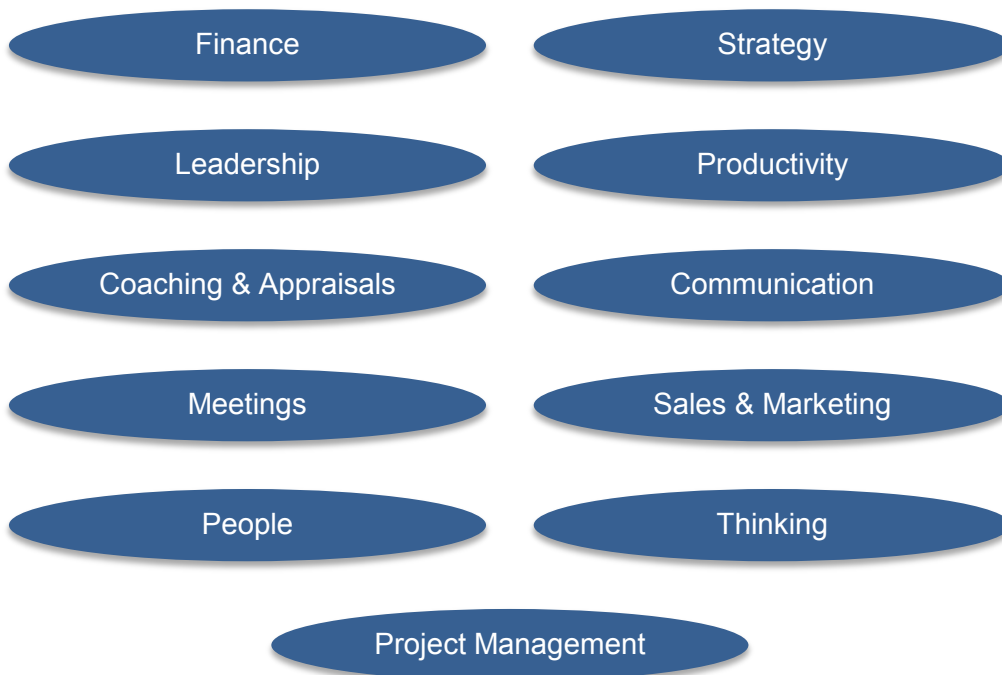 Finance
Strategy
Leadership
Productivity
Coaching & Appraisals
Communication
Meetings
Sales & Marketing
People
Thinking
Project Management